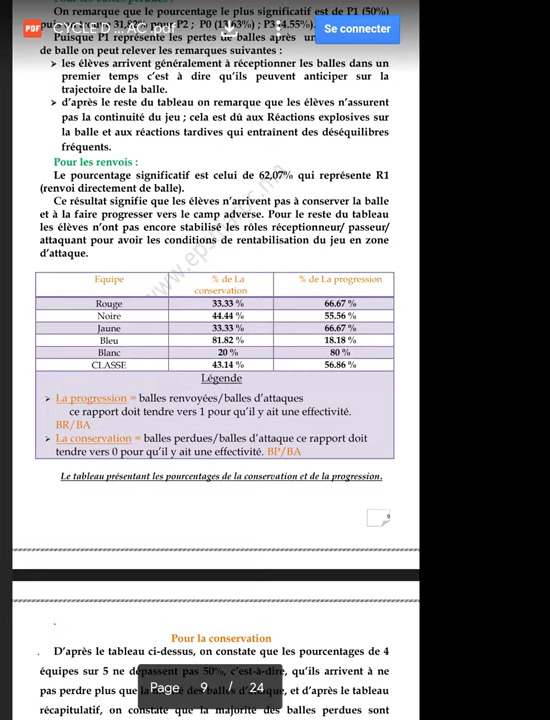 On remarque que le pourcentage le plus significatif est de P1 (50%)
P2 ; P0 (13,63%) ; P3 (4.55%).
PDF CYCLE D ... AC .pdf
Se connecter
Puisque P1 représente les pertes de balles après un
de balle on peut relever les remarques suivantes :
➢ les élèves arrivent généralement à réceptionner les balles dans un
premier temps c'est à dire qu'ils peuvent anticiper sur la
trajectoire de la balle.
➢ d'après le reste du tableau on remarque que les élèves n'assurent
pas la continuité du jeu ; cela est dû aux Réactions explosives sur
la balle et aux réactions tardives qui entraînent des déséquilibres
fréquents.
Pour les renvois :
Le pourcentage significatif est celui de 62,07% qui représente R1
(renvoi directement de balle).
Ce résultat signifie que les élèves n'arrivent pas à conserver la balle
et à la faire progresser vers le camp adverse. Pour le reste du tableau
les élèves n'ont pas encore stabilisé les rôles réceptionneur/ passeur/
attaquant pour avoir les conditions de rentabilisation du jeu en zone
d'attaque.
Equipe % de La conservation % de La progression
Rouge 33.33 % 66.67 %
Noire 44.44 % 55.56 %
Jaune 33.33 % 66.67 %
Bleu 81.82 % 18.18 %
Blanc 20 % 80 %
CLASSE 43.14 % 56.86 %
Légende
➢ La progression = balles renvoyées/balles d'attaques
ce rapport doit tendre vers 1 pour qu'il y ait une effectivité.
BR/BA
➢ La conservation = balles perdues/balles d'attaque ce rapport doit
tendre vers 0 pour qu'il y ait une effectivité. BP/BA
Le tableau présentant les pourcentages de la conservation et de la progression.
9
Pour la conservation
D'après le tableau ci-dessus, on constate que les pourcentages de 4
équipes sur 5 ne dépassent pas 50%, c'est-à-dire, qu'ils arrivent à ne
pas perdre plus que la des balles d'attaque, et d'après le tableau
Page 9 / 24
récapitulatif, on constate que la majorité des balles perdues sont